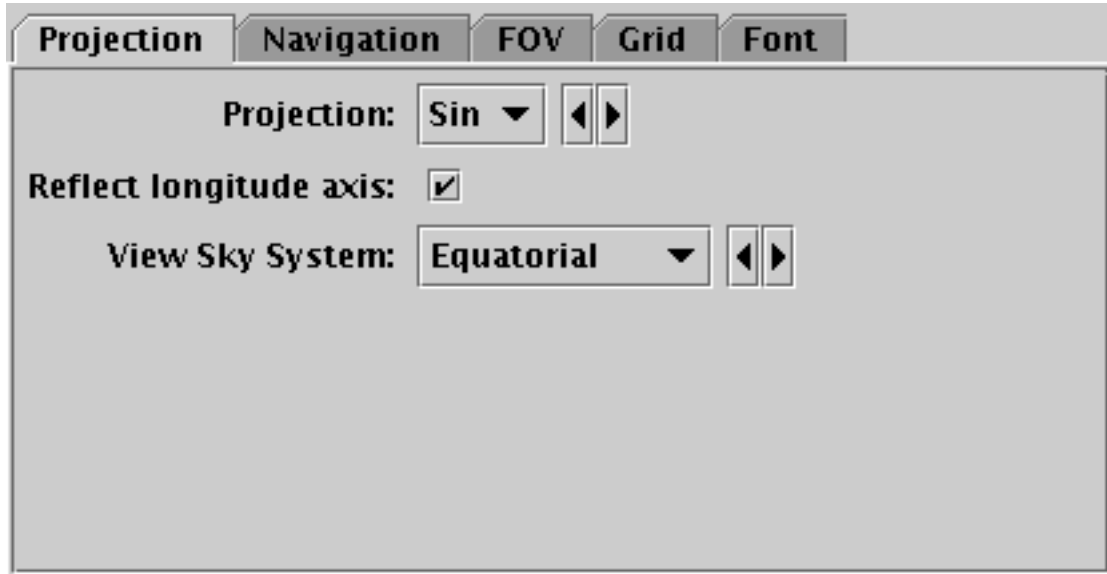 Projection Navigation FOV Grid Font
Projection: Sin
Reflect longitude axis:
View Sky System: Equatorial